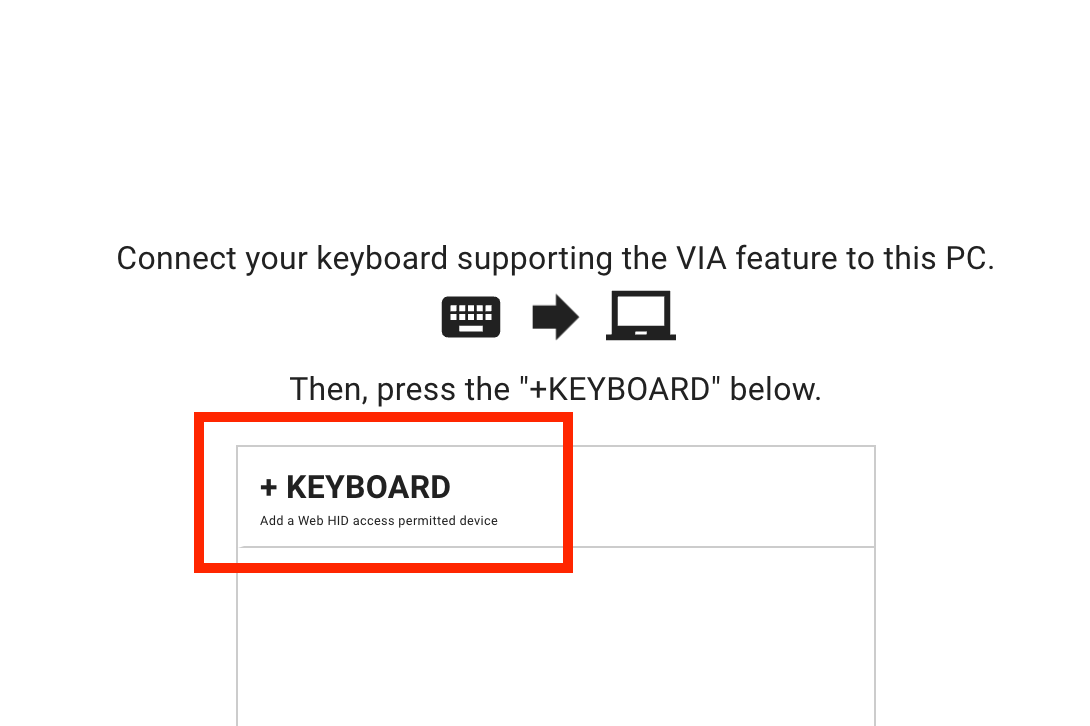 Connect your keyboard supporting the VIA feature to this PC.
Then, press the "+KEYBOARD" below.
+ KEYBOARD
Add a Web HID access permitted device